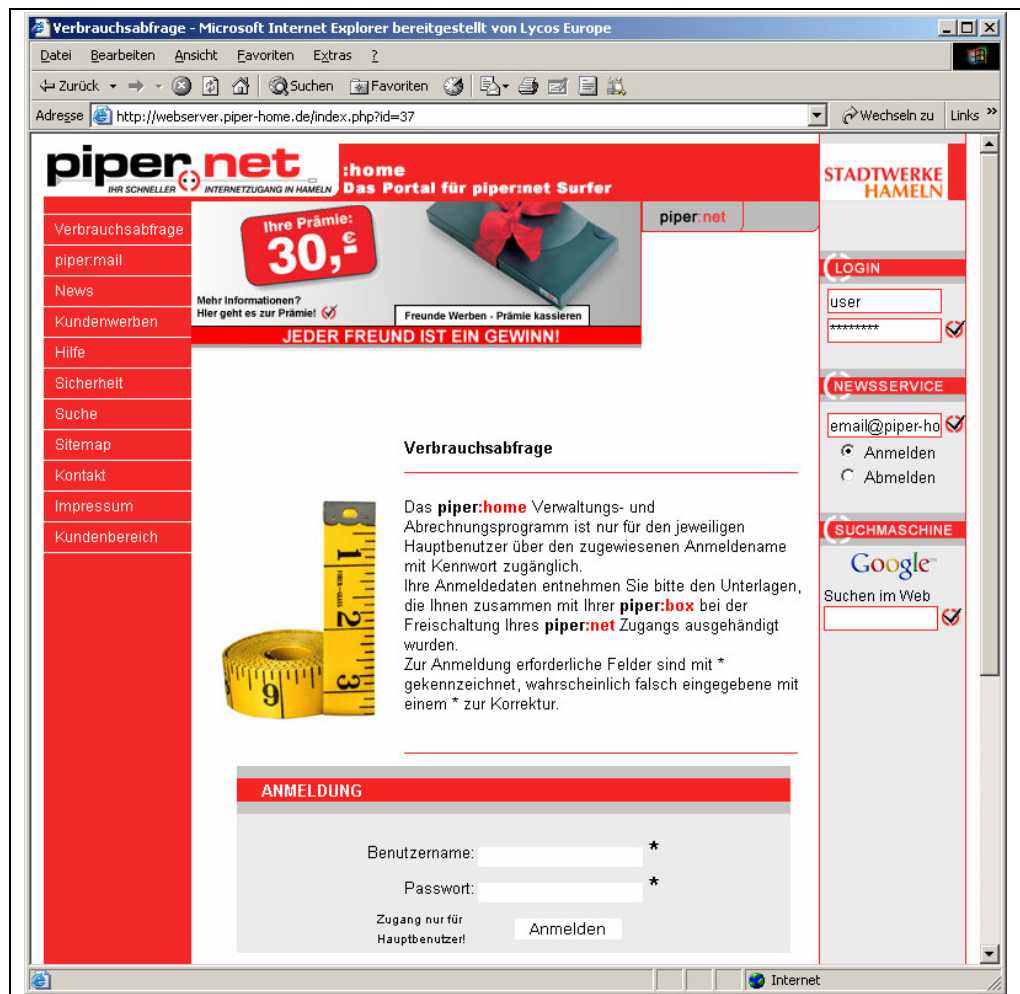 Verbrauchsabfrage - Microsoft Internet Explorer bereitgestellt von Lycos Europe
Datei Bearbeiten Ansicht Favoriten Extras ?
Zurück Suchen Favoriten
Adresse http://webserver.piper-home.de/index.php?id=37 Wechseln zu Links »
piper:net
IHR SCHNELLER INTERNETZUGANG IN HAMELN
:home
Das Portal für piper:net Surfer
STADTWERKE
HAMELN
Verbrauchsabfrage
piper:mail
News
Kundenwerben
Hilfe
Sicherheit
Suche
Sitemap
Kontakt
Impressum
Kundenbereich
Ihre Prämie:
30,- €
Mehr Informationen?
Hier geht es zur Prämie!
Freunde Werben - Prämie kassieren
JEDER FREUND IST EIN GEWINN!
piper:net
Verbrauchsabfrage
Das piper:home Verwaltungs- und
Abrechnungsprogramm ist nur für den jeweiligen
Hauptbenutzer über den zugewiesenen Anmeldename
mit Kennwort zugänglich.
Ihre Anmeldedaten entnehmen Sie bitte den Unterlagen,
die Ihnen zusammen mit Ihrer piper:box bei der
Freischaltung Ihres piper:net Zugangs ausgehändigt
wurden.
Zur Anmeldung erforderliche Felder sind mit *
gekennzeichnet, wahrscheinlich falsch eingegebene mit
einem * zur Korrektur.
1
2
3
9
ANMELDUNG
Benutzername: *
Passwort: *
Zugang nur für
Hauptbenutzer!
Anmelden
LOGIN
user
********
NEWSSERVICE
email@piper-ho
Anmelden
Abmelden
SUCHMASCHINE
Google
Suchen im Web
Internet